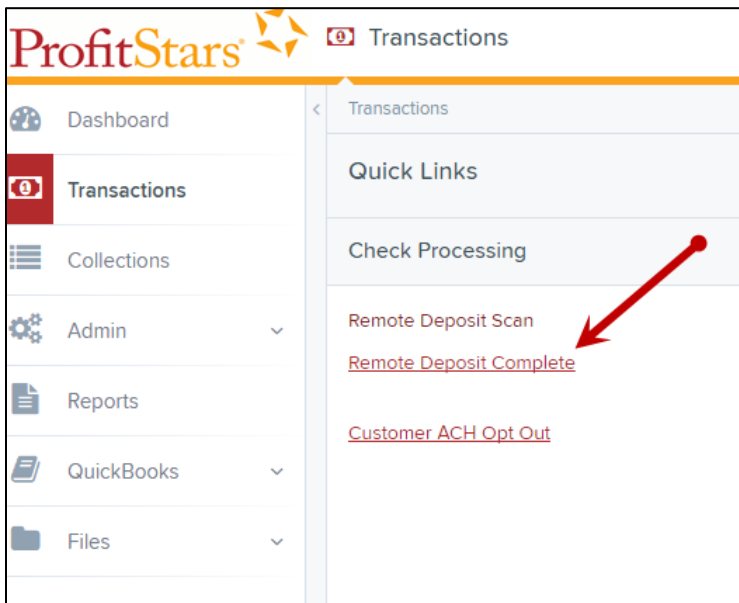 ProfitStars®
Transactions
Dashboard
Transactions
Collections
Admin
Reports
QuickBooks
Files
Transactions
Quick Links
Check Processing
Remote Deposit Scan
Remote Deposit Complete
Customer ACH Opt Out